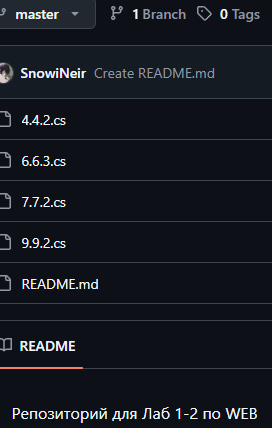 master 1 Branch 0 Tags
SnowiNeir Create README.md
4.4.2.cs
6.6.3.cs
7.7.2.cs
9.9.2.cs
README.md
README
Репозиторий для Лаб 1-2 по WEB